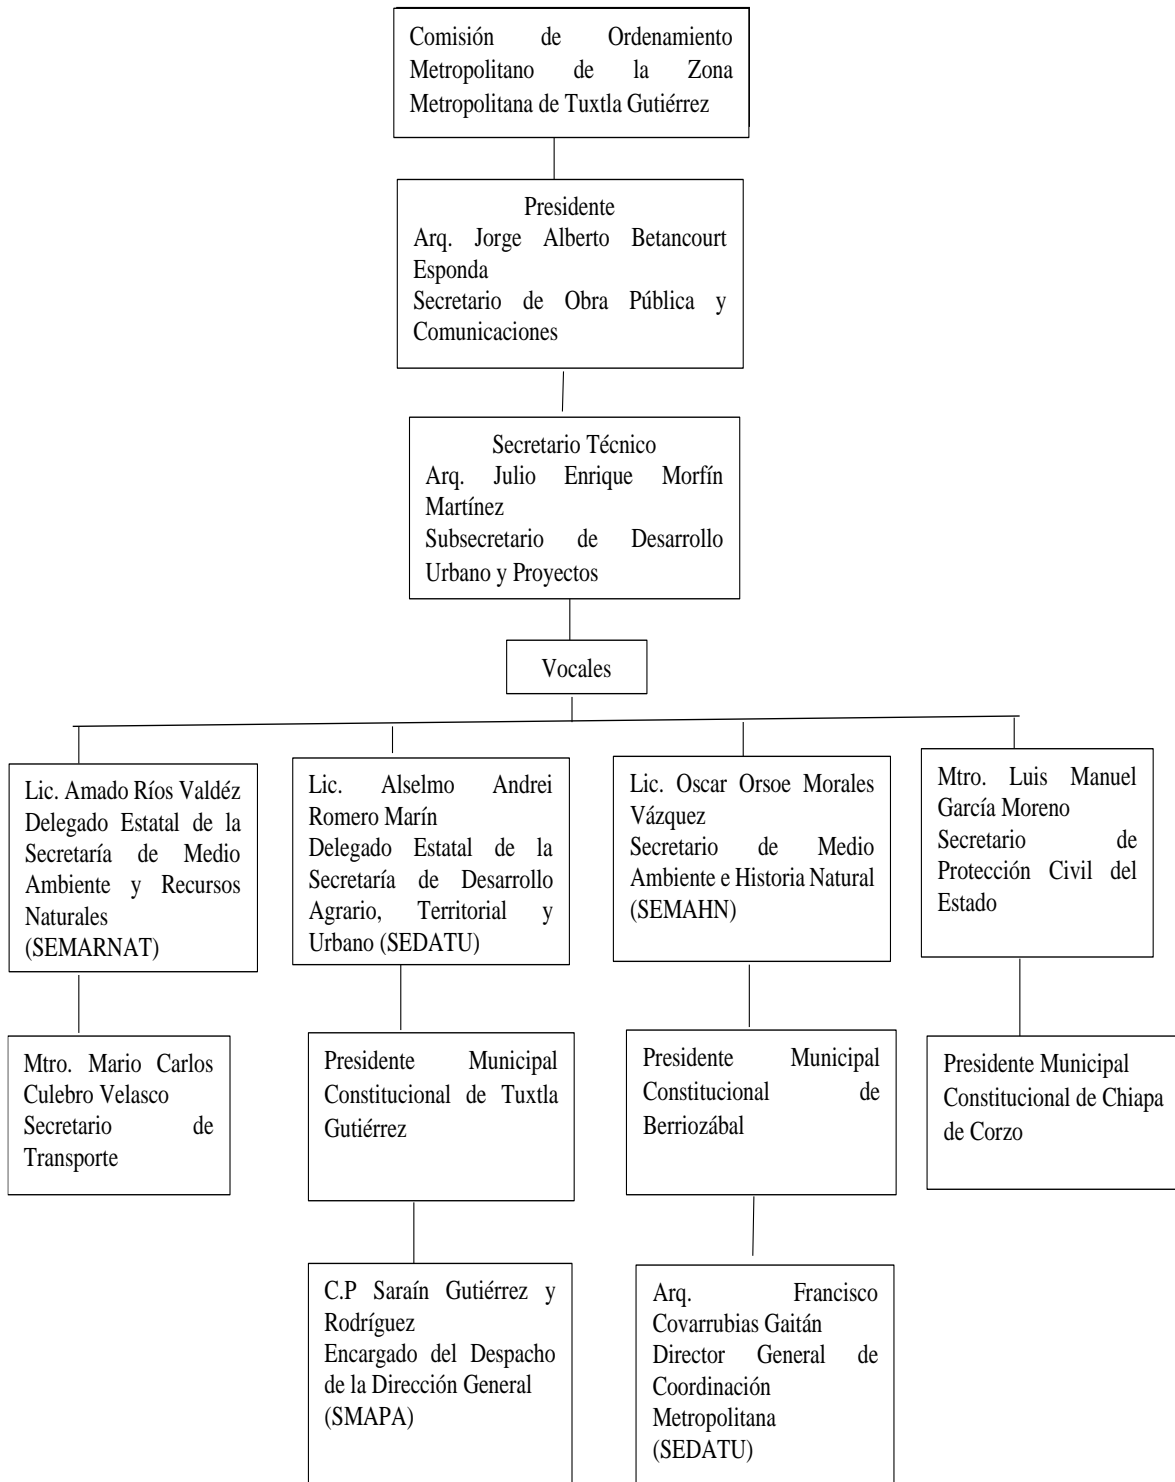 Comisión de Ordenamiento
Metropolitano de la Zona
Metropolitana de Tuxtla Gutiérrez
Presidente
Arq. Jorge Alberto Betancourt
Esponda
Secretario de Obra Pública y
Comunicaciones
Secretario Técnico
Arq. Julio Enrique Morfín
Martínez
Subsecretario de Desarrollo
Urbano y Proyectos
Vocales
Lic. Amado Ríos Valdéz
Delegado Estatal de la
Secretaría de Medio
Ambiente y Recursos
Naturales
(SEMARNAT)
Lic. Alselmo Andrei
Romero Marín
Delegado Estatal de la
Secretaría de Desarrollo
Agrario, Territorial y
Urbano (SEDATU)
Lic. Oscar Orsoe Morales
Vázquez
Secretario de Medio
Ambiente e Historia Natural
(SEMAHN)
Mtro. Luis Manuel
García Moreno
Secretario de
Protección Civil del
Estado
Mtro. Mario Carlos
Culebro Velasco
Secretario de
Transporte
Presidente Municipal
Constitucional de Tuxtla
Gutiérrez
Presidente Municipal
Constitucional de
Berriozábal
Presidente Municipal
Constitucional de Chiapa
de Corzo
C.P Saraín Gutiérrez y
Rodríguez
Encargado del Despacho
de la Dirección General
(SMAPA)
Arq. Francisco
Covarrubias Gaitán
Director General de
Coordinación
Metropolitana
(SEDATU)